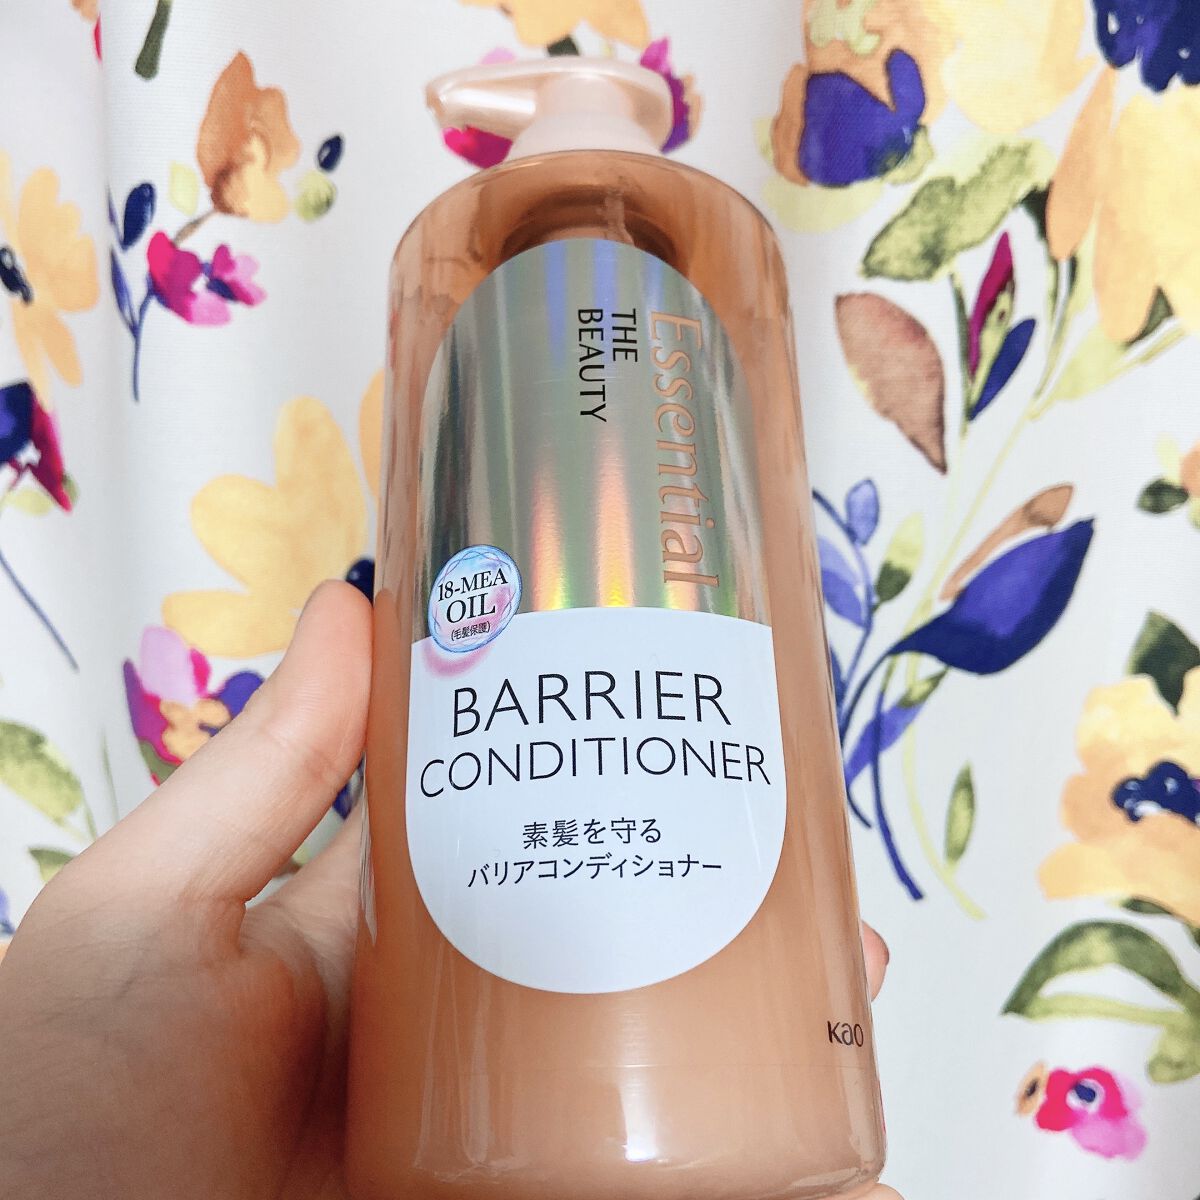 Essential
THE
BEAUTY
18-MEA
OIL
(毛髪保護)
BARRIER
CONDITIONER
素髪を守る
バリアコンディショナー
Kao